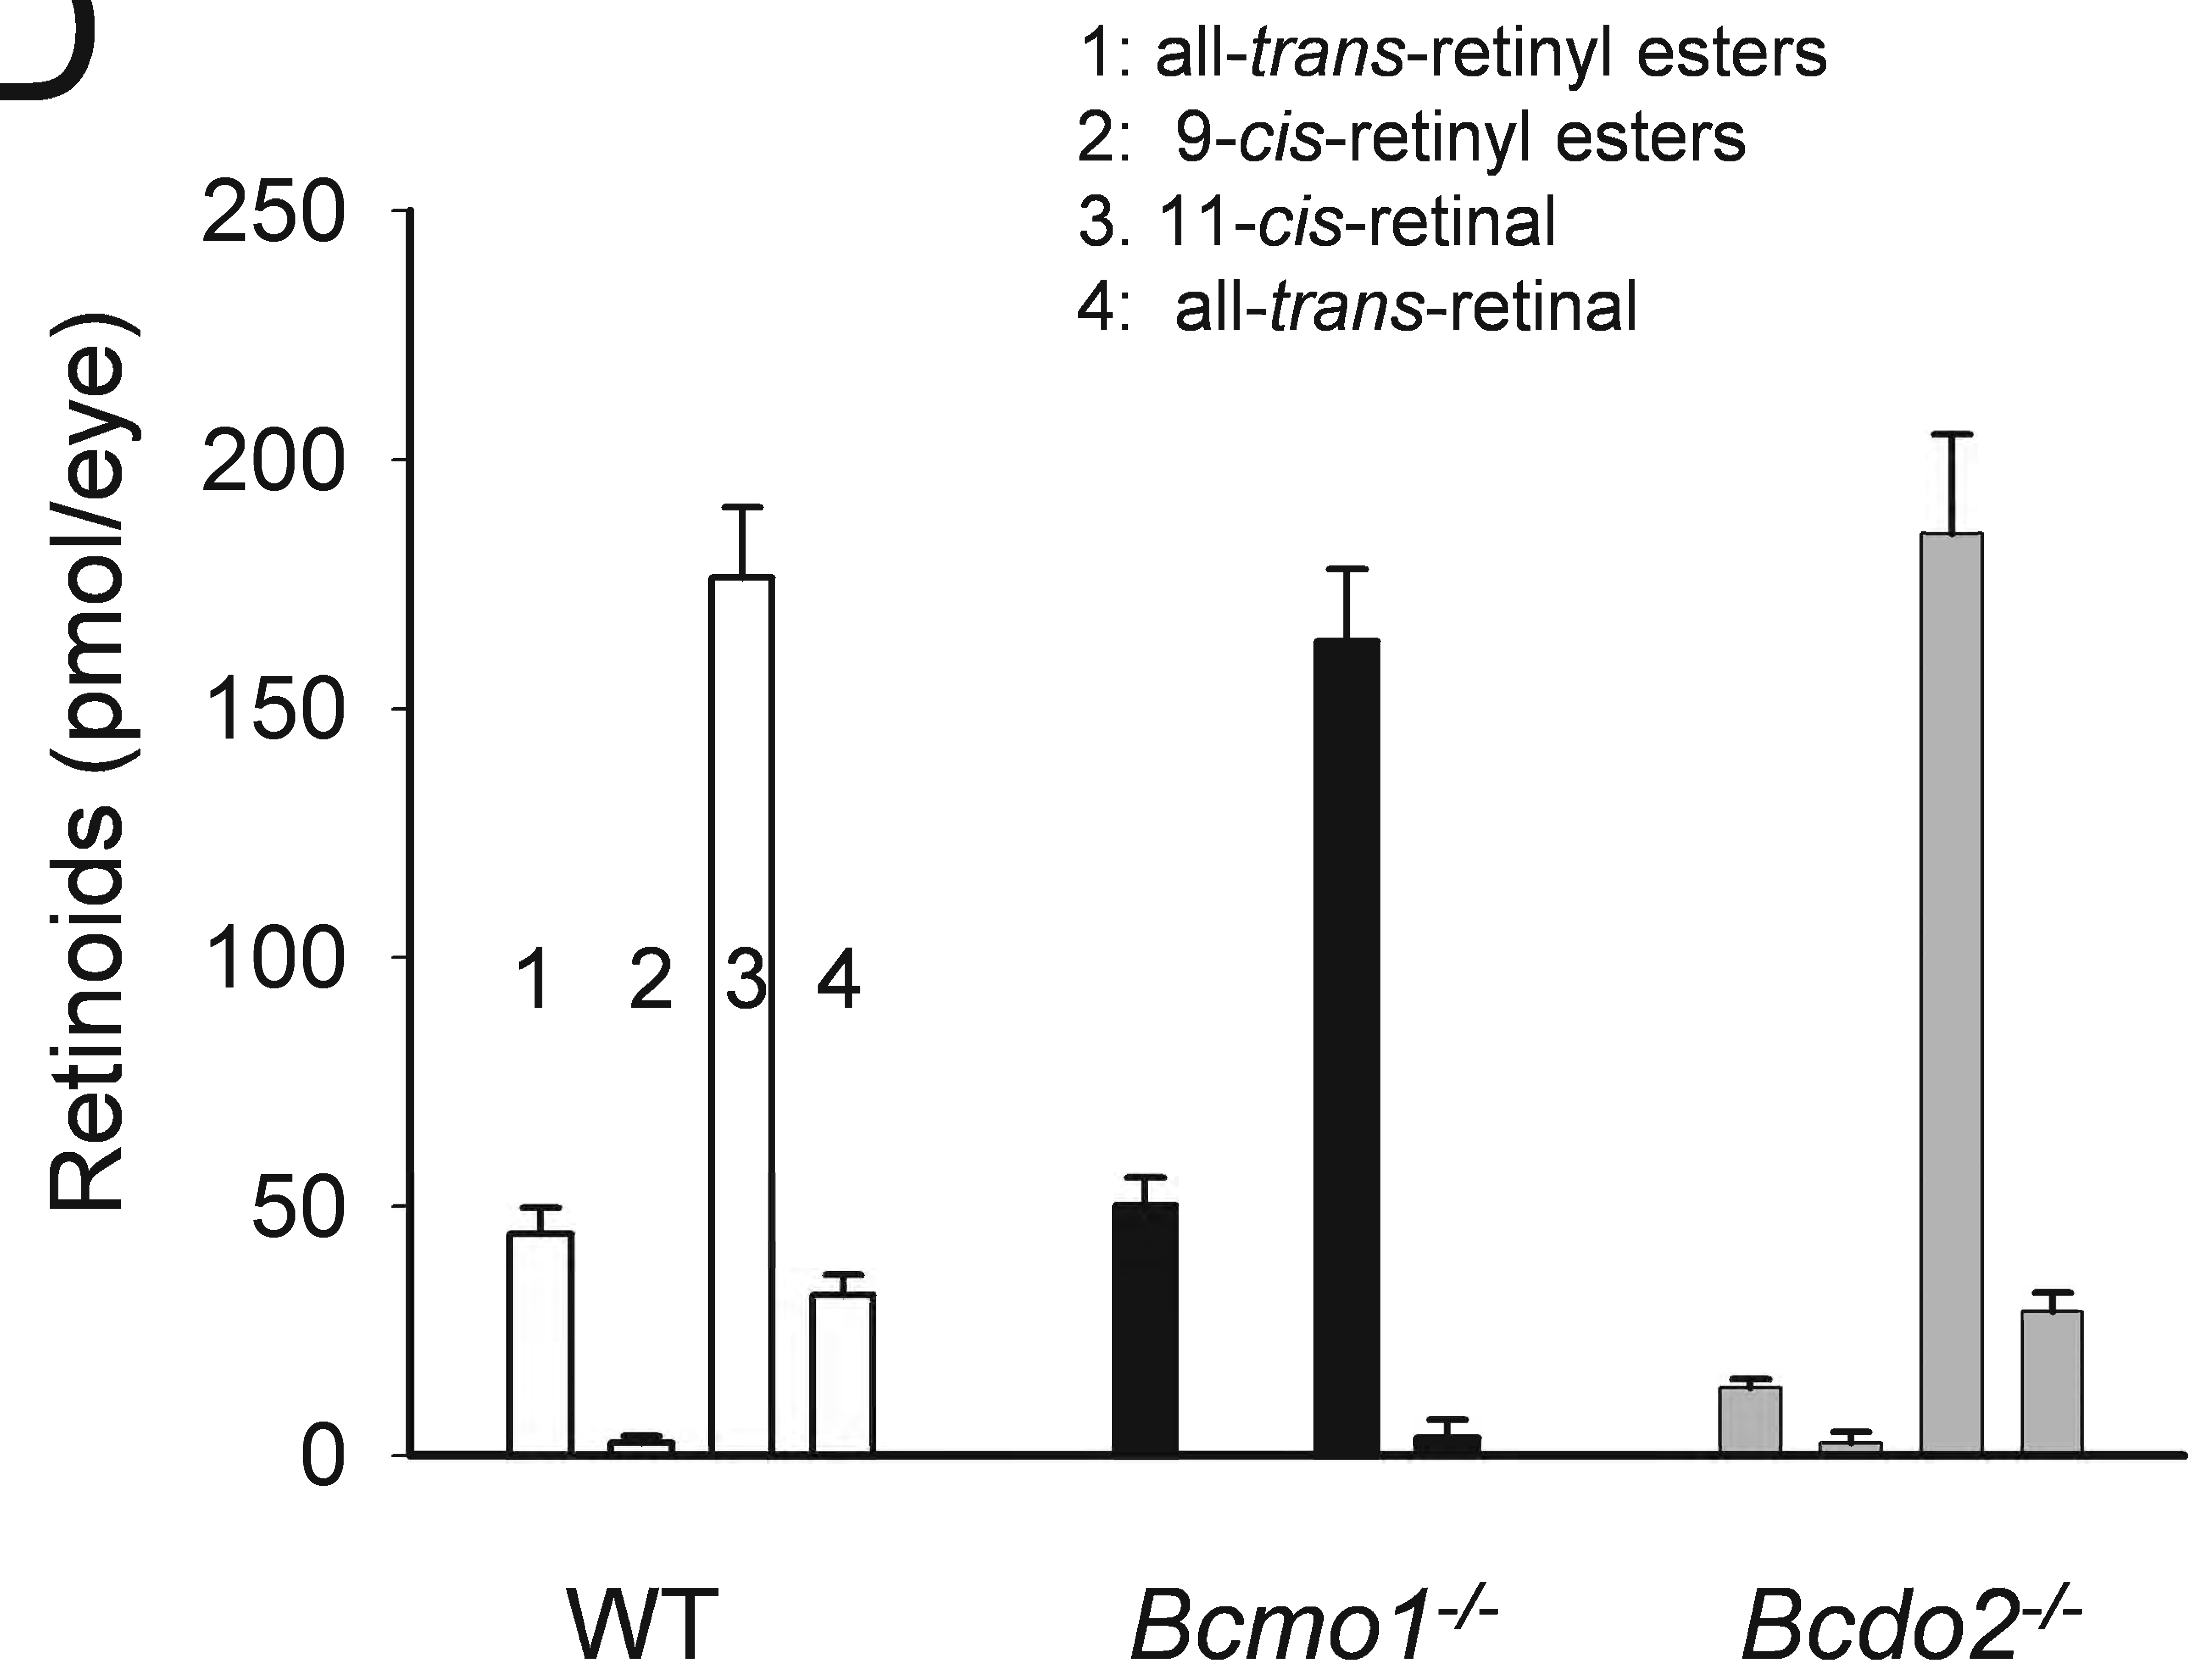 1: all-trans-retinyl esters
2: 9-cis-retinyl esters
3. 11-cis-retinal
4: all-trans-retinal
250
200
150
100
50
0
Retinoids (pmol/eye)
1 2 3 4
WT Bcmo1-/- Bcdo2-/-